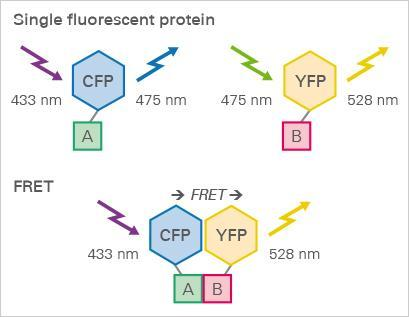 Single fluorescent protein
CFP
YFP
433 nm
475 nm
475 nm
528 nm
A
B
FRET
→ FRET →
CFP
YFP
433 nm
528 nm
A
B